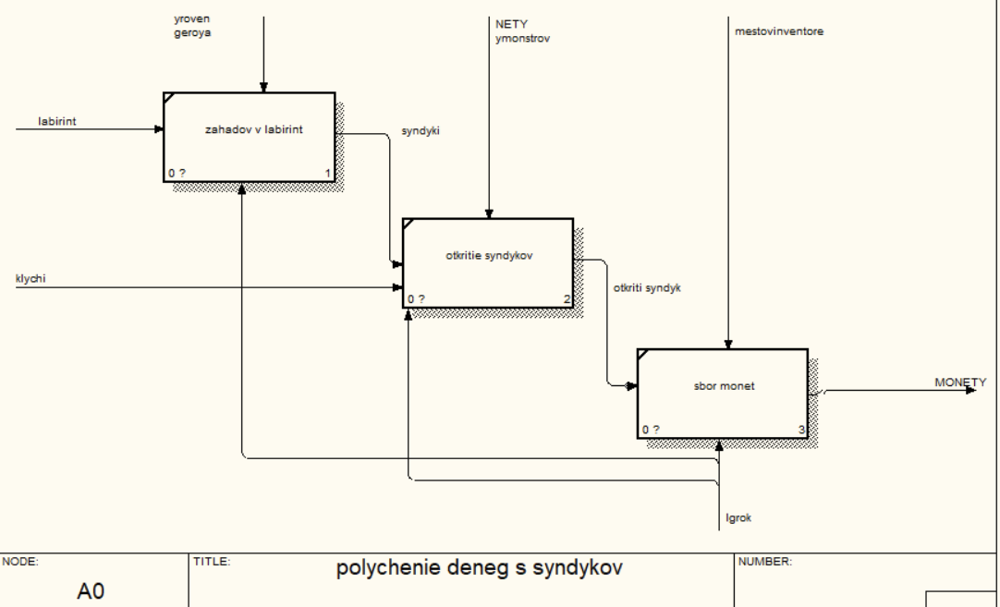 yroven
geroya
NETY
ymonstrov
mestovinventore
labirint
zahadov v labirint
0 ?
1
syndyki
klychi
otkritie syndykov
0 ?
2
otkriti syndyk
sbor monet
0 ?
3
MONETY
Igrok
NODE:
A0
TITLE:
polychenie deneg s syndykov
NUMBER: